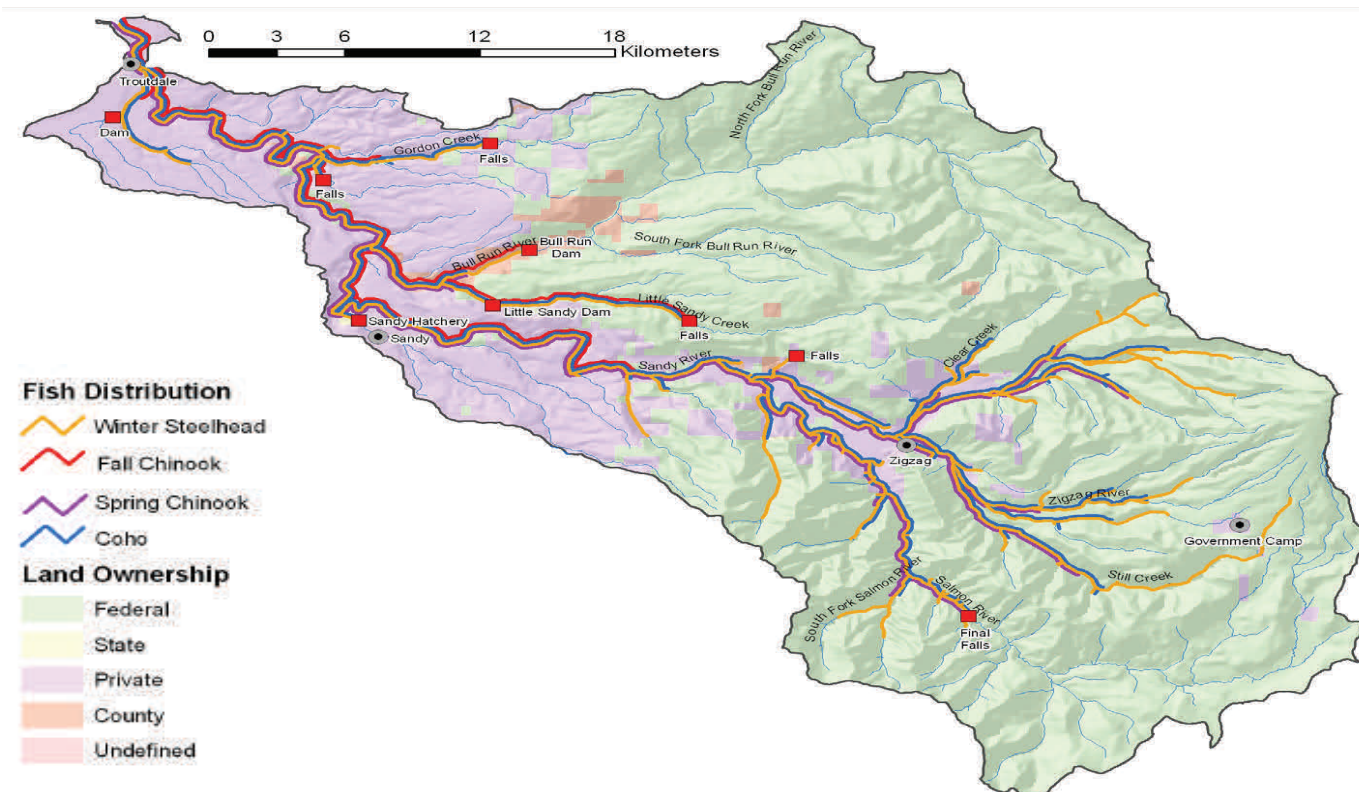 0 3 6 12 18
Kilometers
Troutdale
Dam
Gordon Creek
Falls
Falls
North Fork Bull Run River
Bull Run River
Bull Run
Dam
South Fork Bull Run River
Little Sandy Dam
Little Sandy Creek
Falls
Sandy Hatchery
Sandy
Sandy River
Falls
Clear Creek
Zigzag
Zigzag River
Government Camp
Still Creek
South Fork Salmon River
Salmon River
Final
Falls
Fish Distribution
Winter Steelhead
Fall Chinook
Spring Chinook
Coho
Land Ownership
Federal
State
Private
County
Undefined